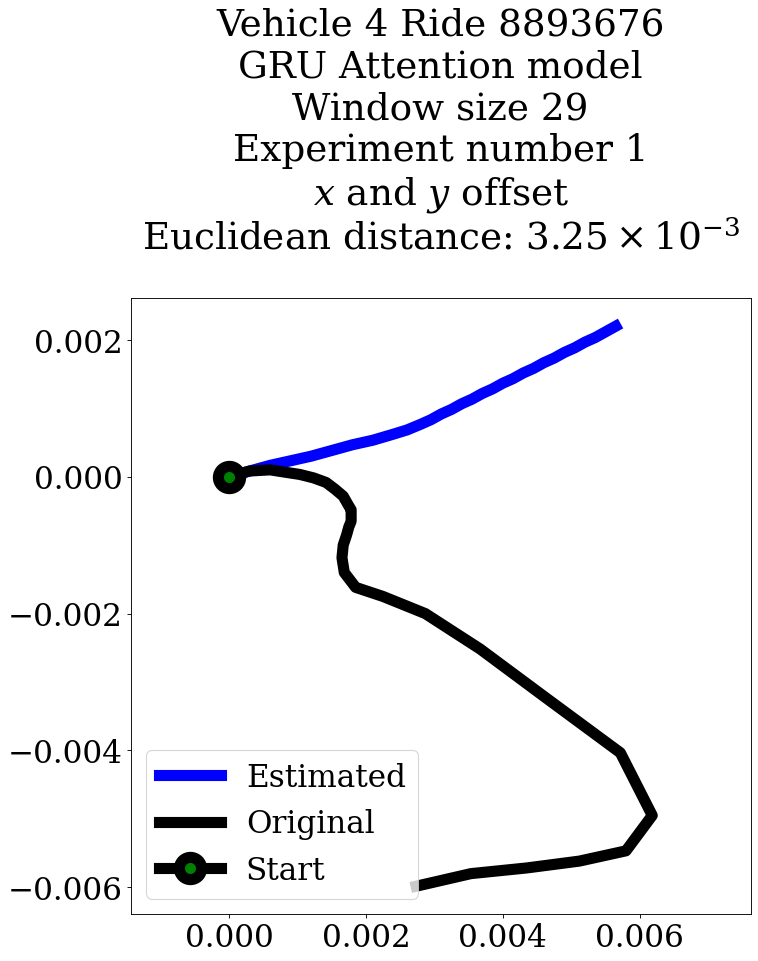 Vehicle 4 Ride 8893676
GRU Attention model
Window size 29
Experiment number 1
x and y offset
Euclidean distance: 3.25 × 10⁻³
0.002
0.000
−0.002
−0.004
−0.006
Estimated
Original
Start
0.000 0.002 0.004 0.006